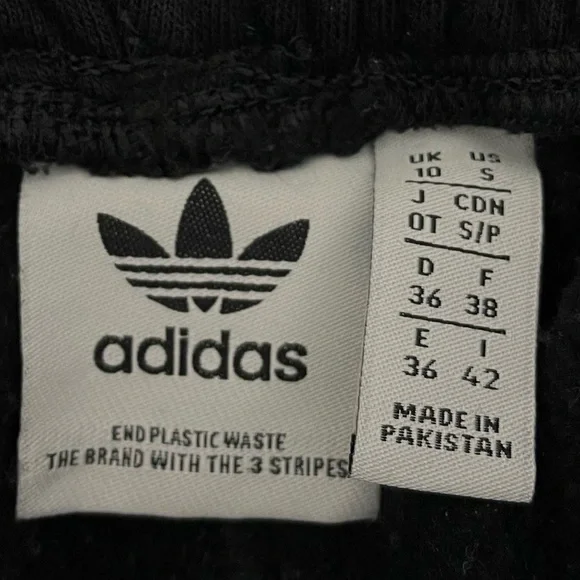 adidas
END PLASTIC WASTE
THE BRAND WITH THE 3 STRIPES
UK US
10 S
J CDN
OT S/P
D F
36 38
E I
36 42
MADE IN
PAKISTAN